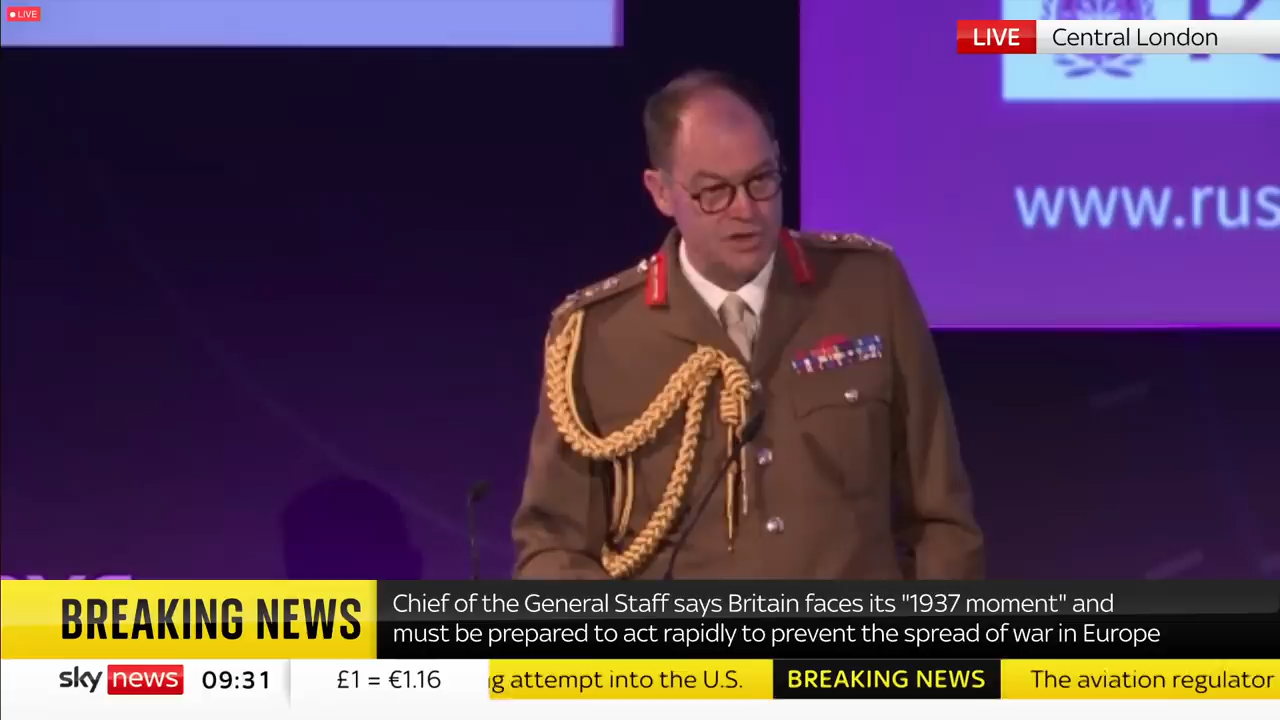 LIVE
LIVE Central London
www.rus
BREAKING NEWS
Chief of the General Staff says Britain faces its "1937 moment" and
must be prepared to act rapidly to prevent the spread of war in Europe
sky news 09:31 £1 = €1.16 g attempt into the U.S. BREAKING NEWS The aviation regulator